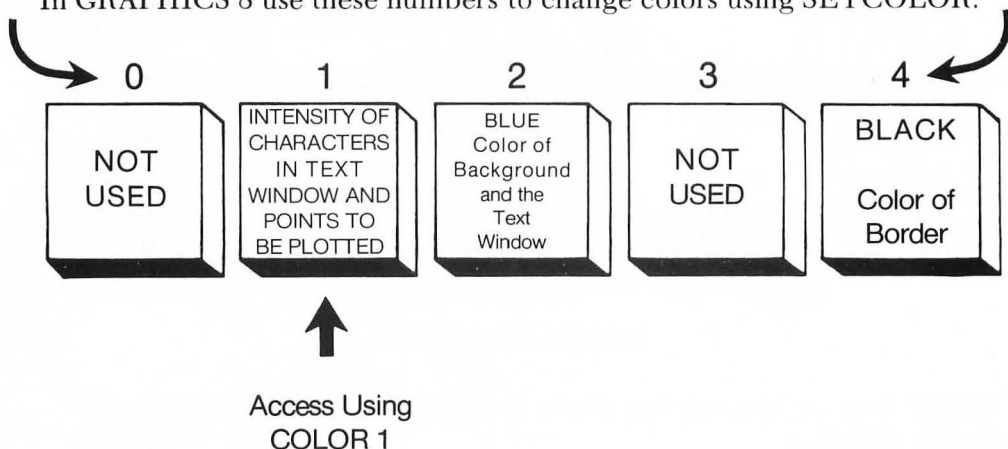 In GRAPHICS 8 use these numbers to change colors using SETCOLOR:
0 1 2 3 4
NOT
USED
INTENSITY OF
CHARACTERS
IN TEXT
WINDOW AND
POINTS TO
BE PLOTTED
BLUE
Color of
Background
and the
Text
Window
NOT
USED
BLACK
Color of
Border
Access Using
COLOR 1